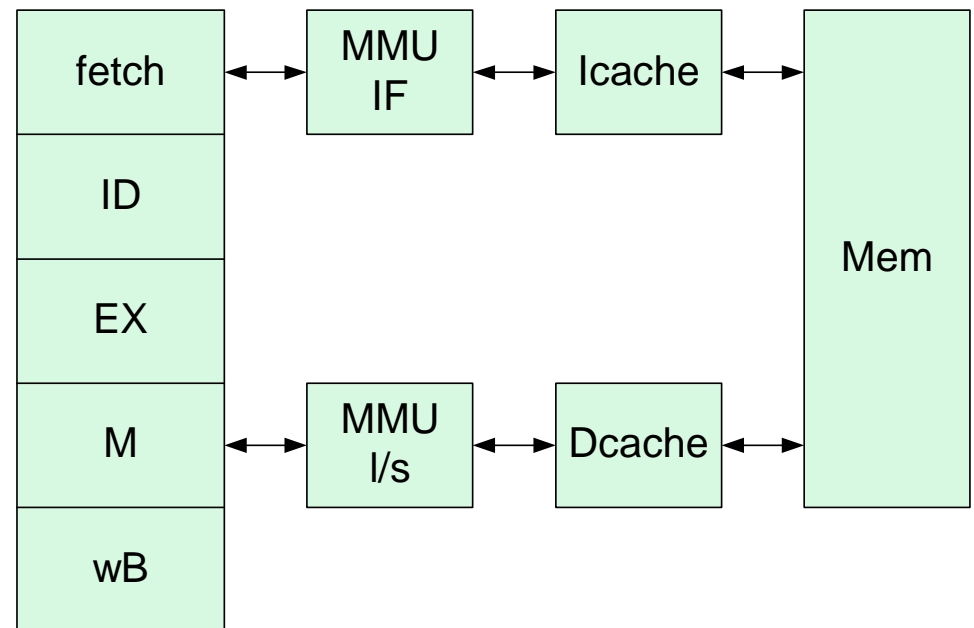 fetch
MMU
IF
Icache
ID
EX
Mem
M
MMU
l/s
Dcache
wB